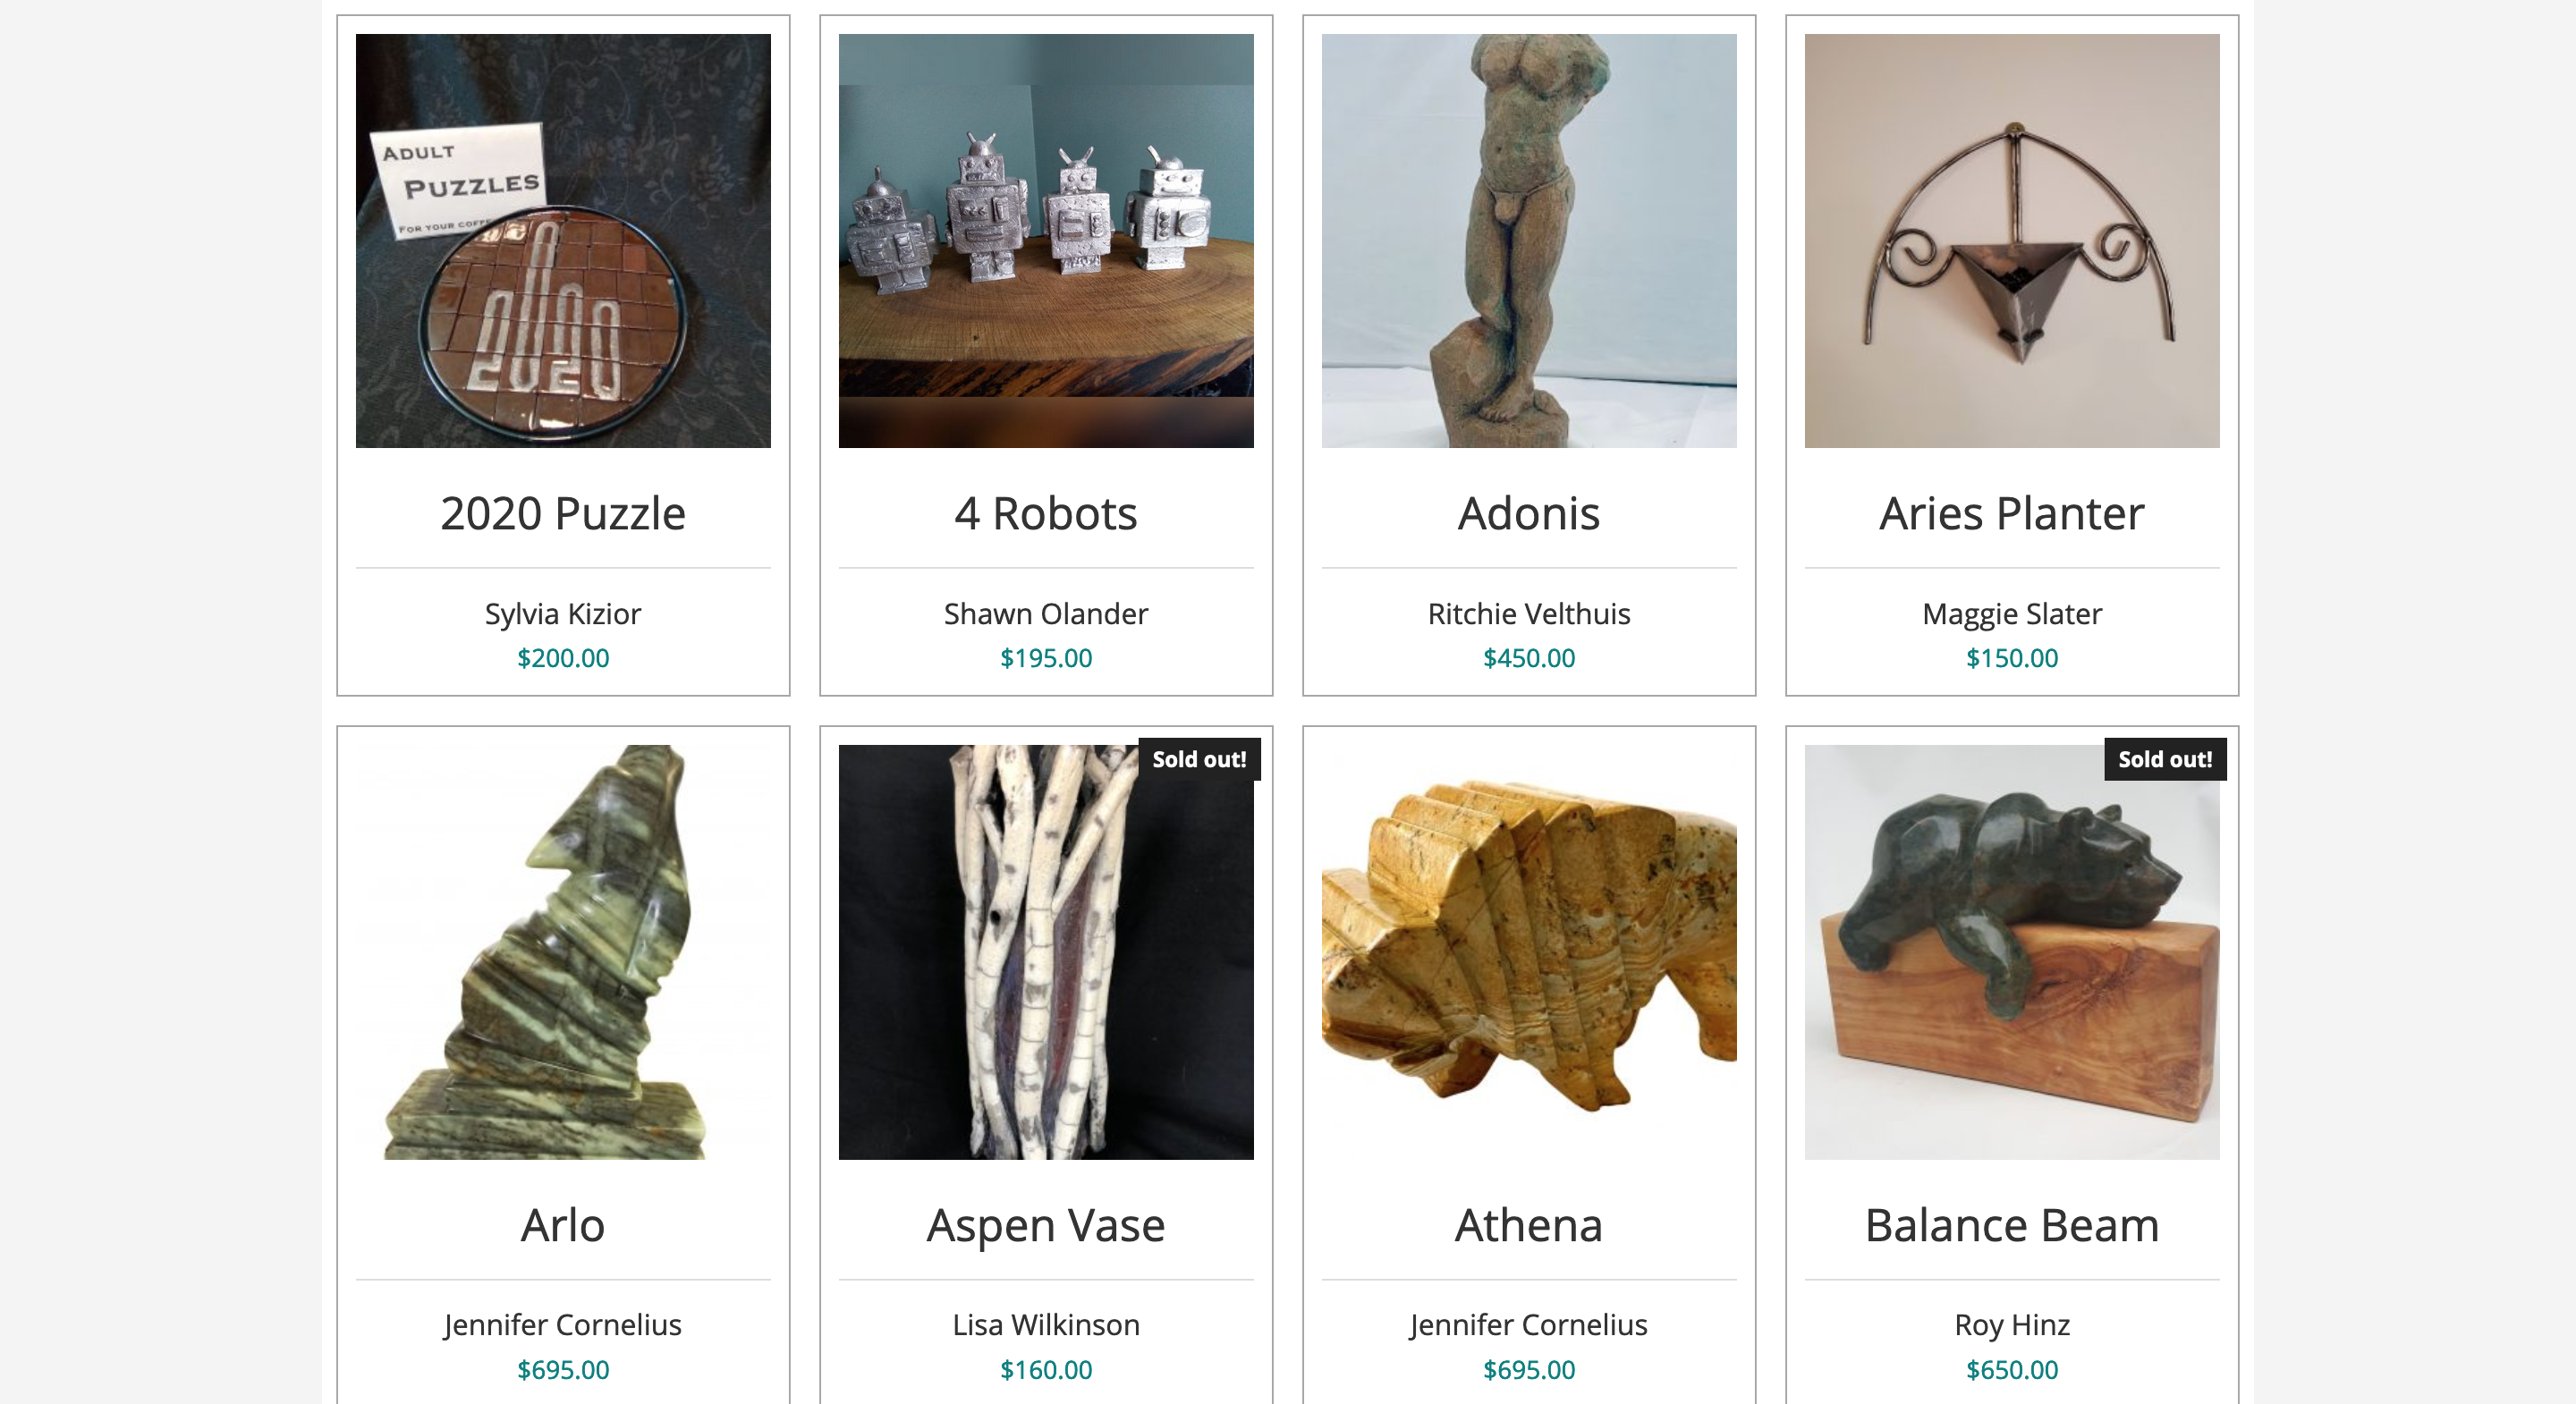 ADULT
PUZZLES
FOR YOUR
2020
2020 Puzzle
Sylvia Kizior
$200.00
4 Robots
Shawn Olander
$195.00
Adonis
Ritchie Velthuis
$450.00
Aries Planter
Maggie Slater
$150.00
Arlo
Jennifer Cornelius
$695.00
Sold out!
Aspen Vase
Lisa Wilkinson
$160.00
Athena
Jennifer Cornelius
$695.00
Sold out!
Balance Beam
Roy Hinz
$650.00